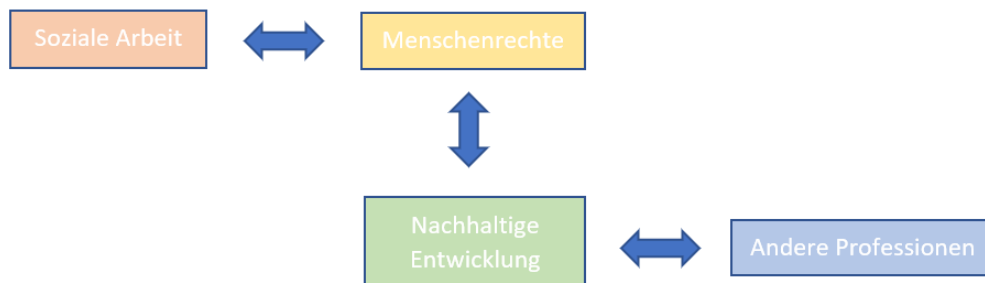 Soziale Arbeit
Menschenrechte
Nachhaltige
Entwicklung
Andere Professionen